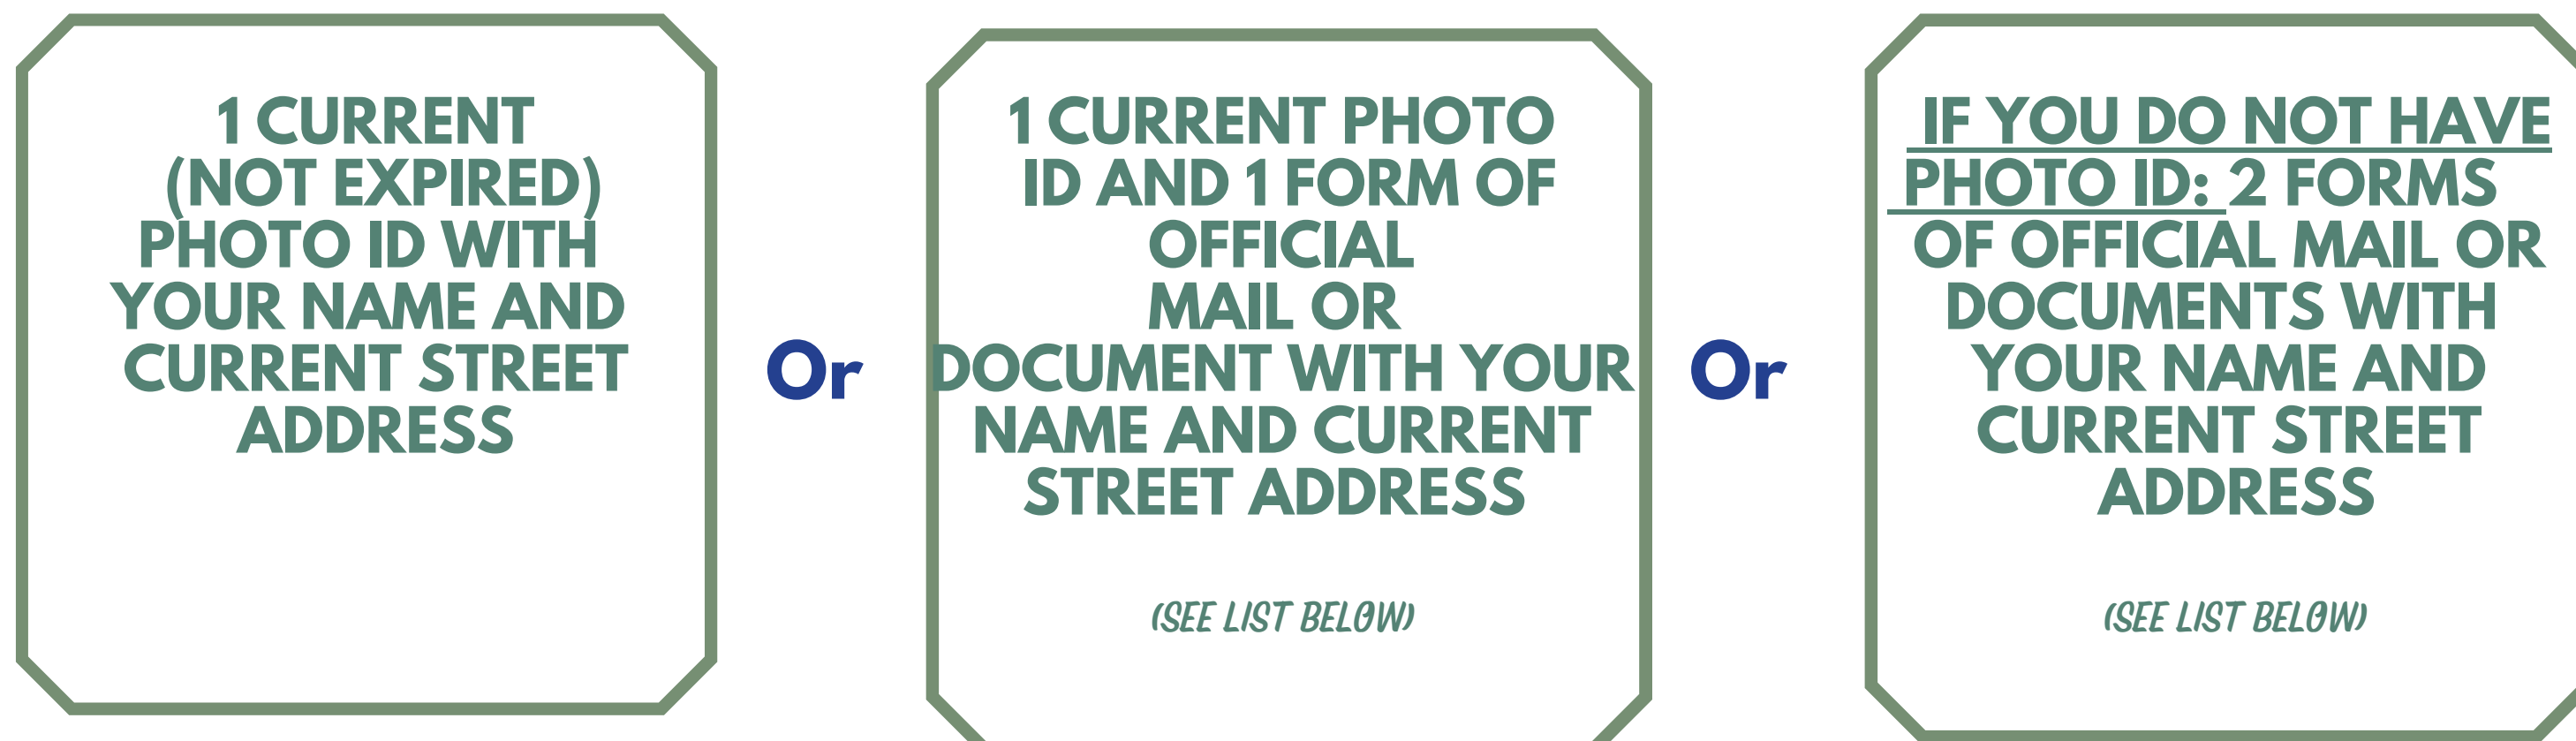 1 CURRENT
(NOT EXPIRED)
PHOTO ID WITH
YOUR NAME AND
CURRENT STREET
ADDRESS
Or
1 CURRENT PHOTO
ID AND 1 FORM OF
OFFICIAL
MAIL OR
DOCUMENT WITH YOUR
NAME AND CURRENT
STREET ADDRESS
(SEE LIST BELOW)
Or
IF YOU DO NOT HAVE
PHOTO ID: 2 FORMS
OF OFFICIAL MAIL OR
DOCUMENTS WITH
YOUR NAME AND
CURRENT STREET
ADDRESS
(SEE LIST BELOW)